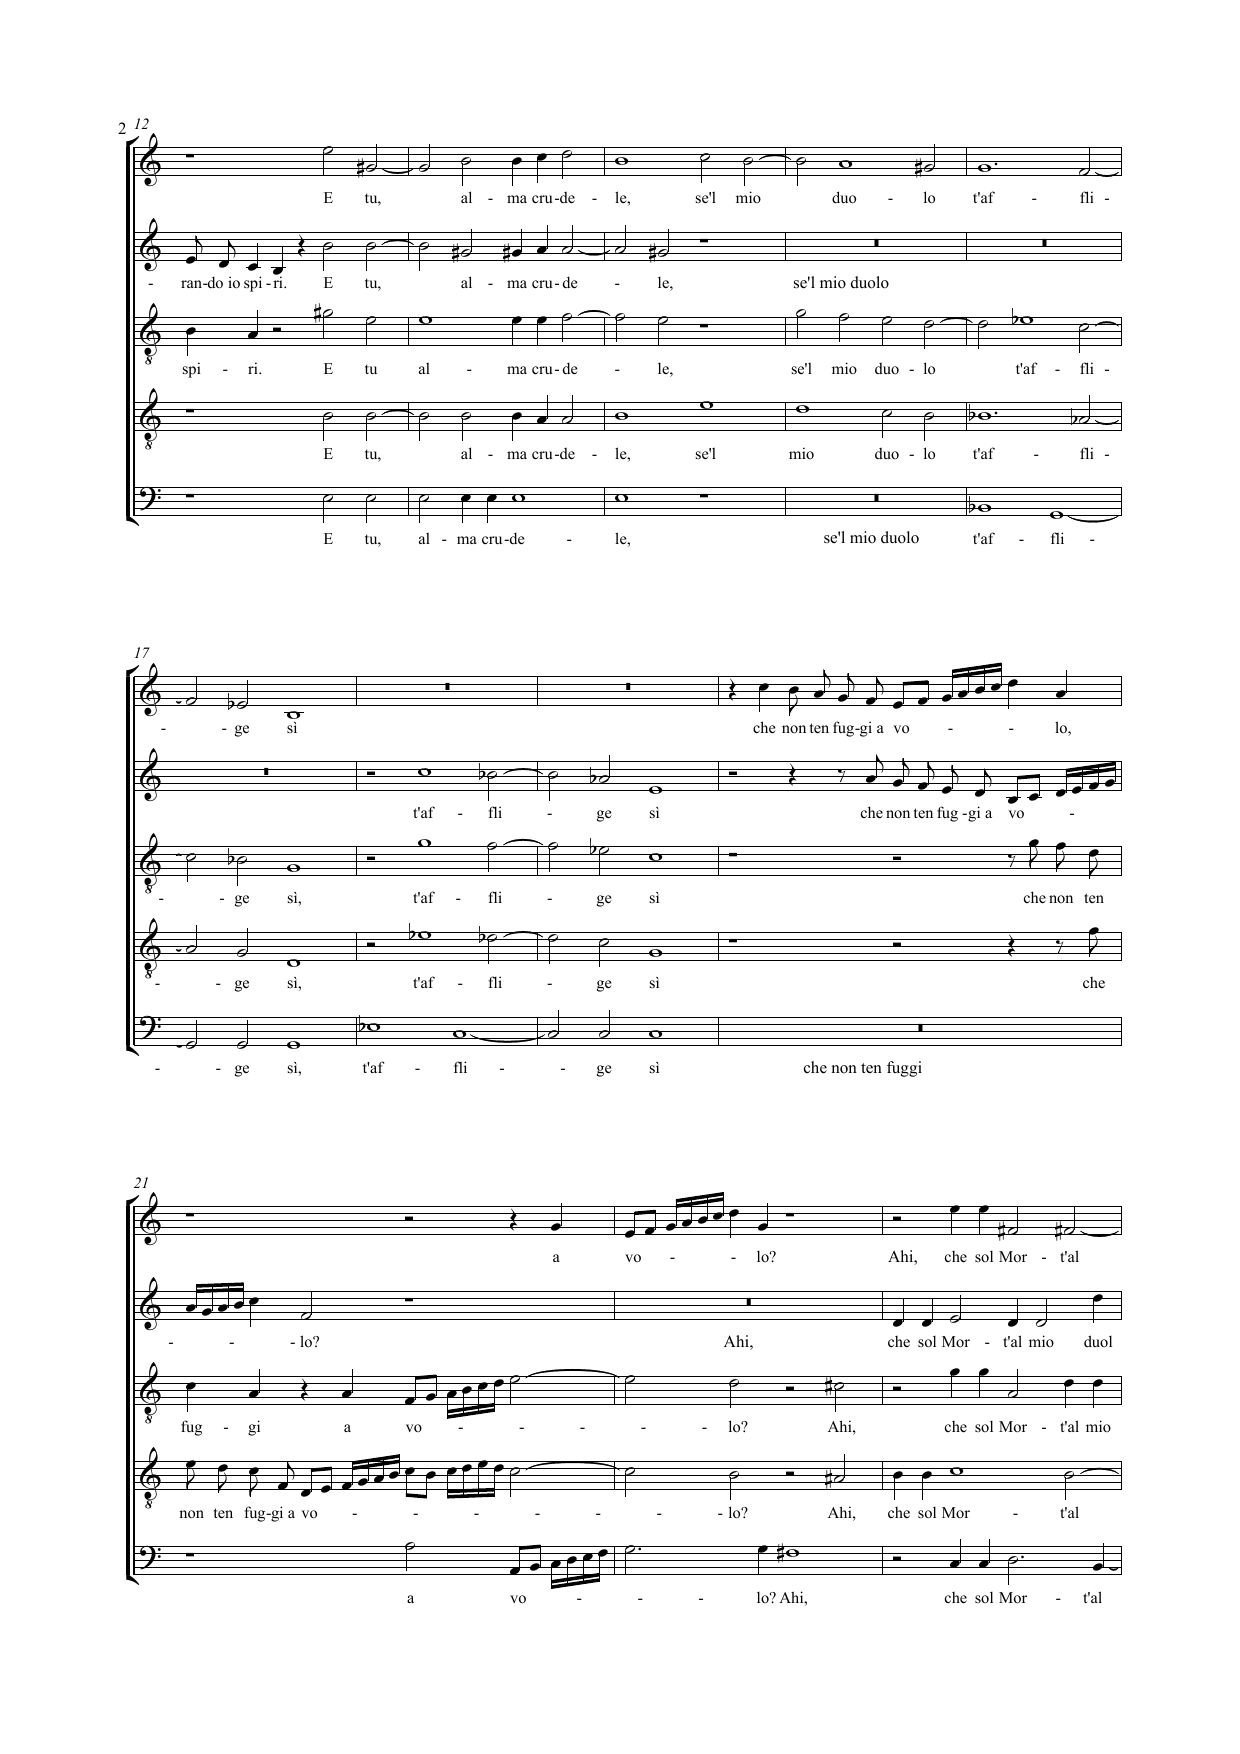 2 12
E tu, al - ma cru-de - le, se'l mio duo - lo t'af - fli -
- ran-do io spi - ri. E tu, al - ma cru-de - le, se'l mio duolo
spi - ri. E tu al - ma cru-de - le, se'l mio duo - lo t'af - fli -
E tu, al - ma cru-de - le, se'l mio duo - lo t'af - fli -
E tu, al - ma cru-de - le, se'l mio duolo t'af - fli -
17
- - ge sì che non ten fug-gi a vo - - - lo,
t'af - fli - ge sì che non ten fug -gi a vo -
- - ge sì, t'af - fli - ge sì che non ten
- - ge sì, t'af - fli - ge sì che
- - ge sì, t'af - fli - - ge sì che non ten fuggi
21
a vo - - lo? Ahi, che sol Mor - t'al
- - - lo? Ahi, che sol Mor - t'al mio duol
fug - gi a vo - - - - - lo? Ahi, che sol Mor - t'al mio
non ten fug-gi a vo - - - - - - - lo? Ahi, che sol Mor - t'al
a vo - - - lo? Ahi, che sol Mor - t'al